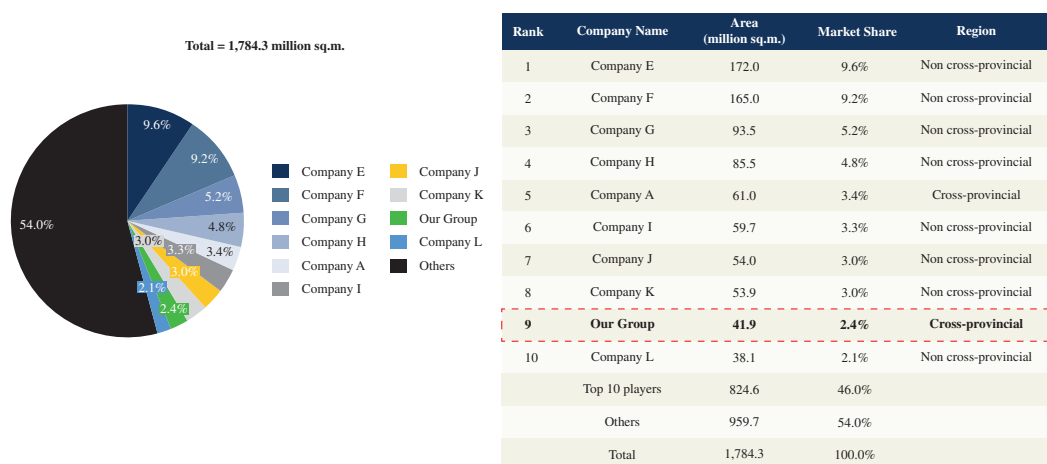 Total = 1,784.3 million sq.m.
9.6%
9.2%
5.2%
4.8%
3.4%
3.3%
3.0%
3.0%
2.4%
2.1%
54.0%
Company E
Company F
Company G
Company H
Company A
Company I
Company J
Company K
Our Group
Company L
Others
Rank Company Name Area (million sq.m.) Market Share Region
1 Company E 172.0 9.6% Non cross-provincial
2 Company F 165.0 9.2% Non cross-provincial
3 Company G 93.5 5.2% Non cross-provincial
4 Company H 85.5 4.8% Non cross-provincial
5 Company A 61.0 3.4% Cross-provincial
6 Company I 59.7 3.3% Non cross-provincial
7 Company J 54.0 3.0% Non cross-provincial
8 Company K 53.9 3.0% Non cross-provincial
9 Our Group 41.9 2.4% Cross-provincial
10 Company L 38.1 2.1% Non cross-provincial
Top 10 players 824.6 46.0%
Others 959.7 54.0%
Total 1,784.3 100.0%